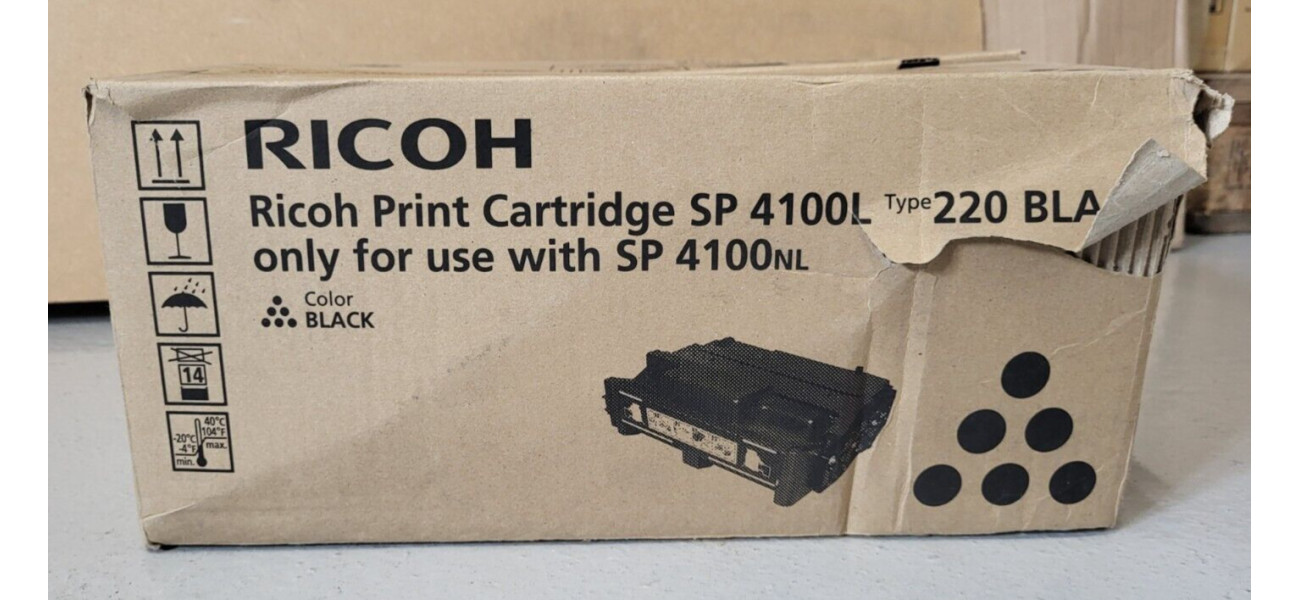 RICOH
Ricoh Print Cartridge SP 4100L Type 220 BLA
only for use with SP 4100NL
Color
BLACK
14
40°C
104°F
max.
-20°C
-4°F
min.